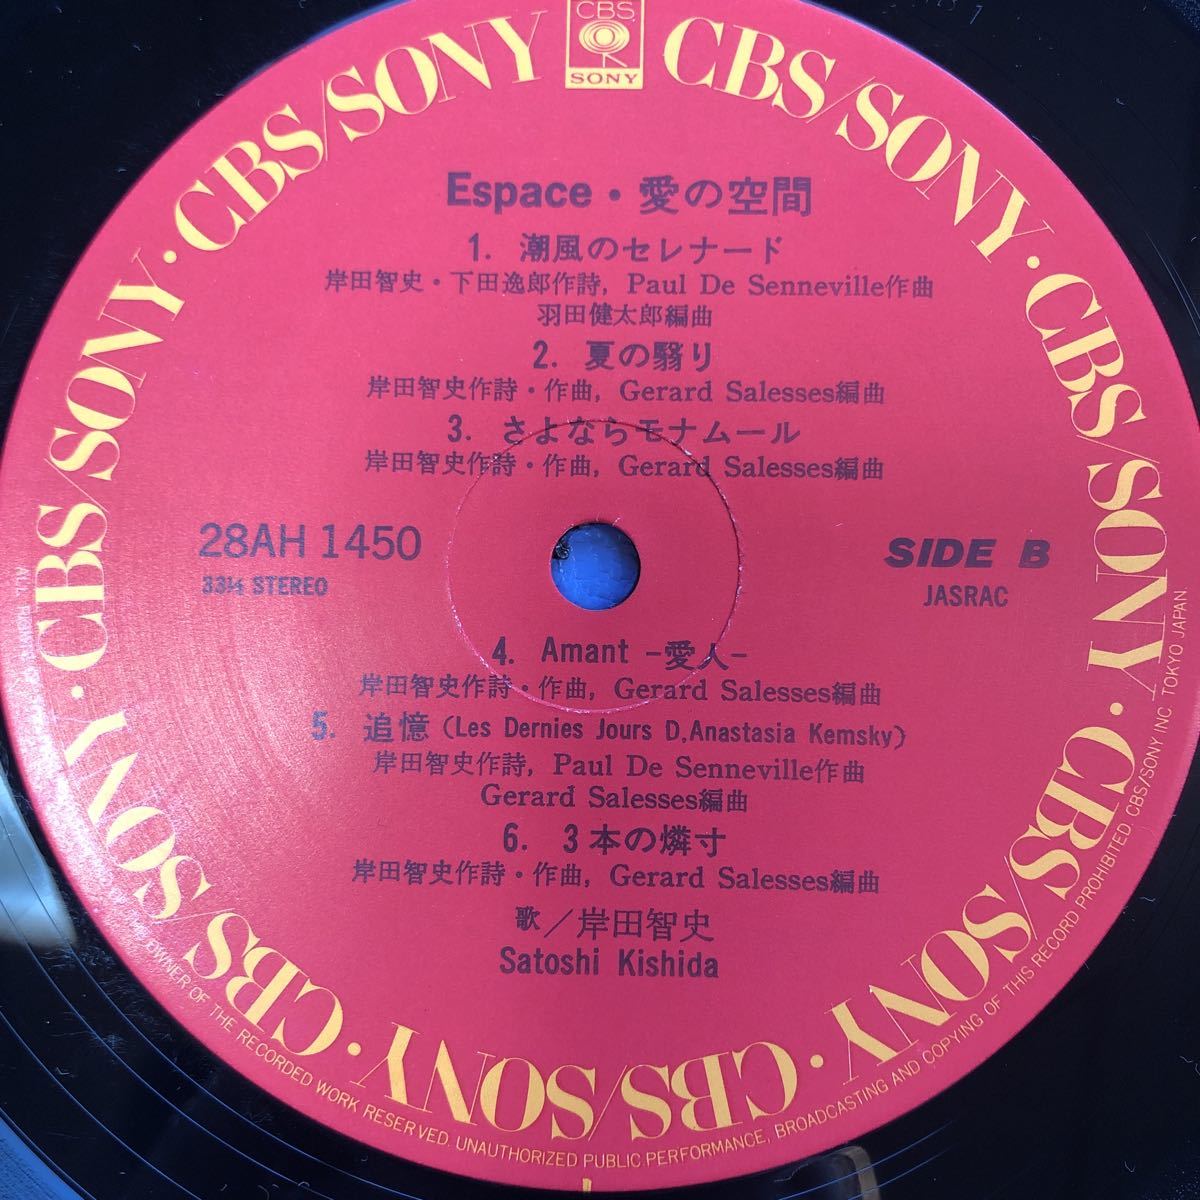 CBS
SONY
CBS/SONY · CBS/SONY · CBS/SONY · CBS/SONY · CBS/SONY · CBS/SONY · CBS/SONY · CBS/SONY · CBS/SONY
Espace・愛の空間
1. 潮風のセレナード
岸田智史・下田逸郎作詩, Paul De Senneville作曲
羽田健太郎編曲
2. 夏の翳り
岸田智史作詩・作曲, Gerard Salesses編曲
3. さよならモナムール
岸田智史作詩・作曲, Gerard Salesses編曲
28AH 1450
33⅓ STEREO
SIDE B
JASRAC
4. Amant -愛人-
岸田智史作詩・作曲, Gerard Salesses編曲
5. 追憶 (Les Dernies Jours D,Anastasia Kemsky)
岸田智史作詩, Paul De Senneville作曲
Gerard Salesses編曲
6. 3本の燐寸
岸田智史作詩・作曲, Gerard Salesses編曲
歌／岸田智史
Satoshi Kishida
OWNER OF THE RECORDED WORK RESERVED. UNAUTHORIZED PUBLIC PERFORMANCE, BROADCASTING AND COPYING OF THIS RECORD PROHIBITED CBS/SONY INC. TOKYO JAPAN.